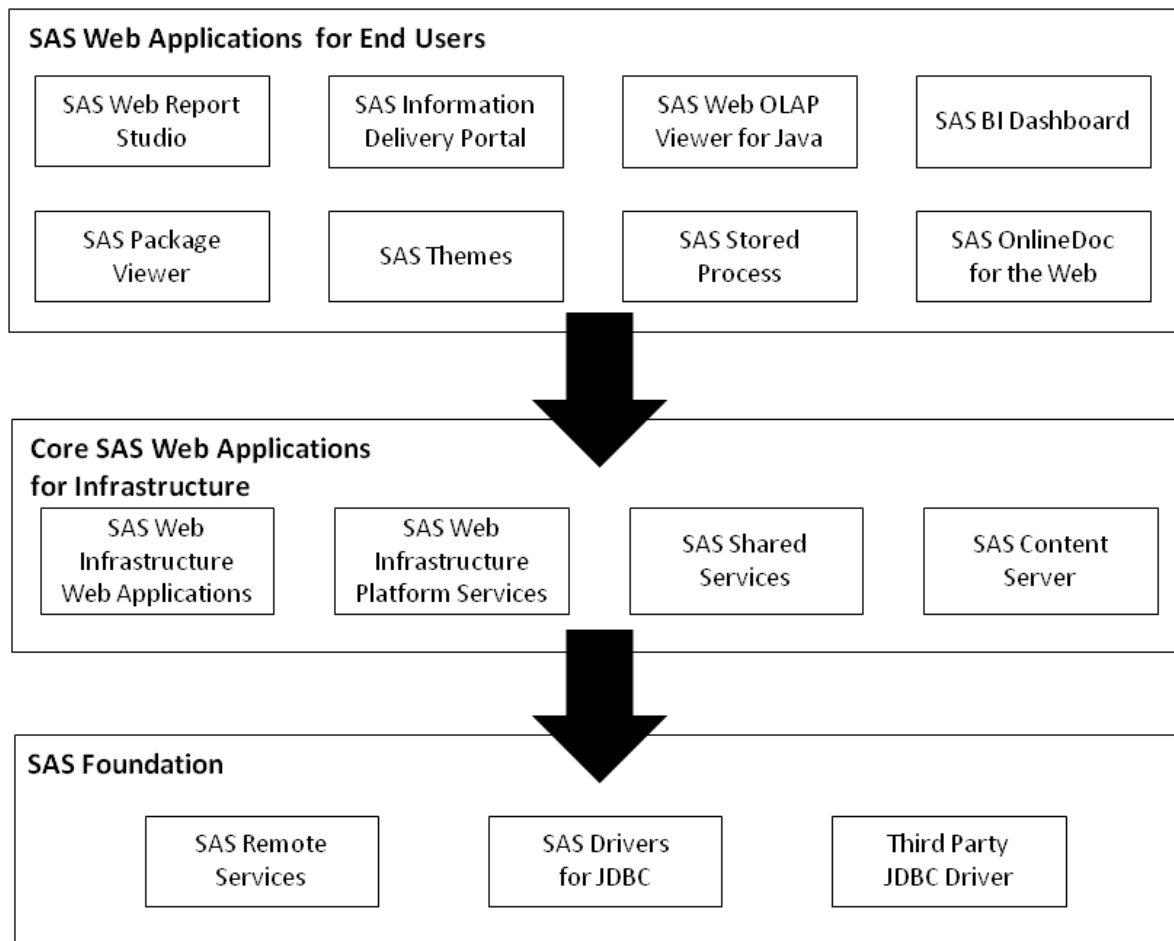 SAS Web Applications for End Users
SAS Web Report
Studio
SAS Information
Delivery Portal
SAS Web OLAP
Viewer for Java
SAS BI Dashboard
SAS Package
Viewer
SAS Themes
SAS Stored
Process
SAS OnlineDoc
for the Web
Core SAS Web Applications
for Infrastructure
SAS Web
Infrastructure
Web Applications
SAS Web
Infrastructure
Platform Services
SAS Shared
Services
SAS Content
Server
SAS Foundation
SAS Remote
Services
SAS Drivers
for JDBC
Third Party
JDBC Driver